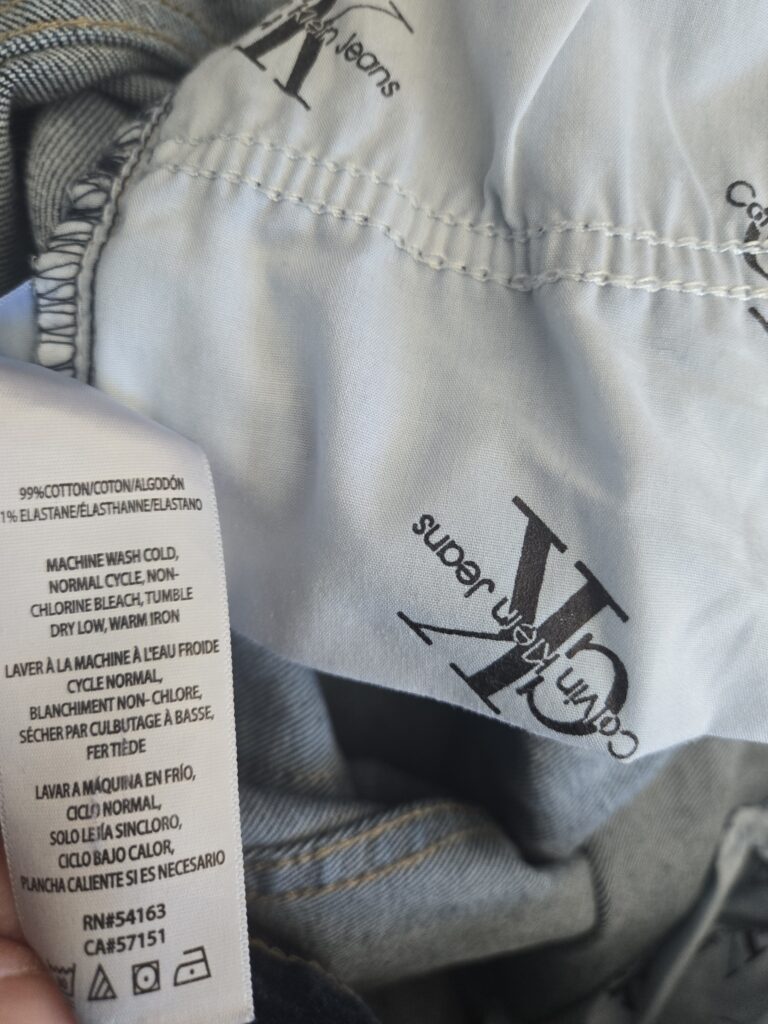 Klein Jeans
Calvin Klein Jeans
CK
99%COTTON/COTON/ALGODÓN
1% ELASTANE/ÉLASTHANNE/ELASTANO
MACHINE WASH COLD,
NORMAL CYCLE, NON-
CHLORINE BLEACH, TUMBLE
DRY LOW, WARM IRON
LAVER À LA MACHINE À L'EAU FROIDE
CYCLE NORMAL,
BLANCHIMENT NON- CHLORE,
SÉCHER PAR CULBUTAGE À BASSE,
FER TIÈDE
LAVAR A MÁQUINA EN FRÍO,
CICLO NORMAL,
SOLO LEJÍA SINCLORO,
CICLO BAJO CALOR,
PLANCHA CALIENTE SI ES NECESARIO
RN#54163
CA#57151